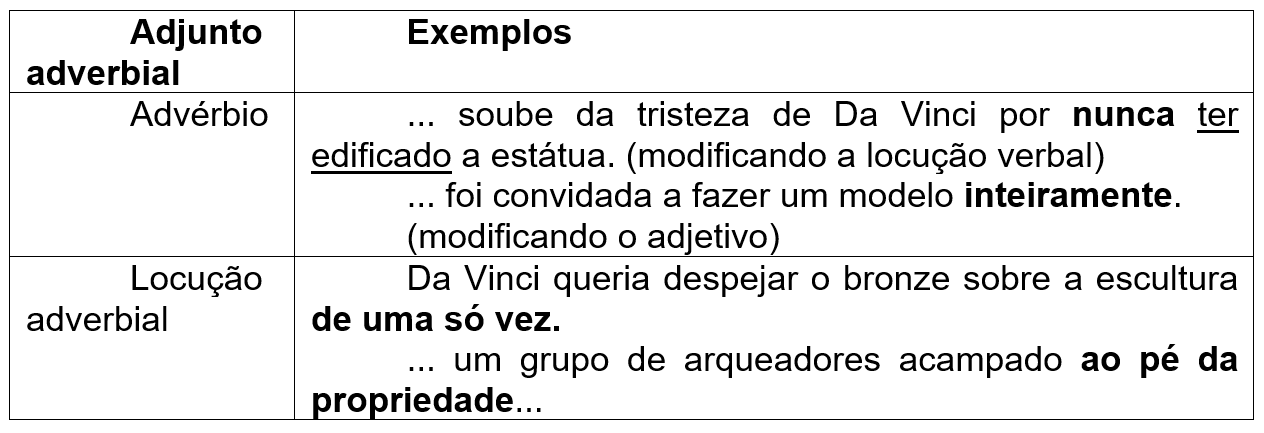 Adjunto adverbial
Exemplos
Advérbio
... soube da tristeza de Da Vinci por nunca ter
edificado a estátua. (modificando a locução verbal)
... foi convidada a fazer um modelo inteiramente.
(modificando o adjetivo)
Locução
adverbial
Da Vinci queria despejar o bronze sobre a escultura
de uma só vez.
... um grupo de arqueadores acampado ao pé da
propriedade...